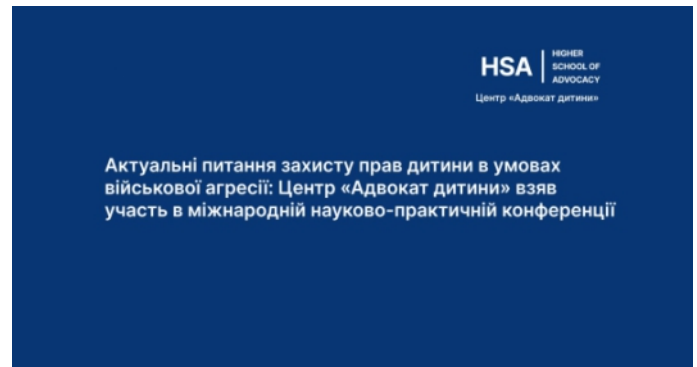 HSA
HIGHER
SCHOOL OF
ADVOCACY
Центр «Адвокат дитини»
Актуальні питання захисту прав дитини в умовах
військової агресії: Центр «Адвокат дитини» взяв
участь в міжнародній науково-практичній конференції